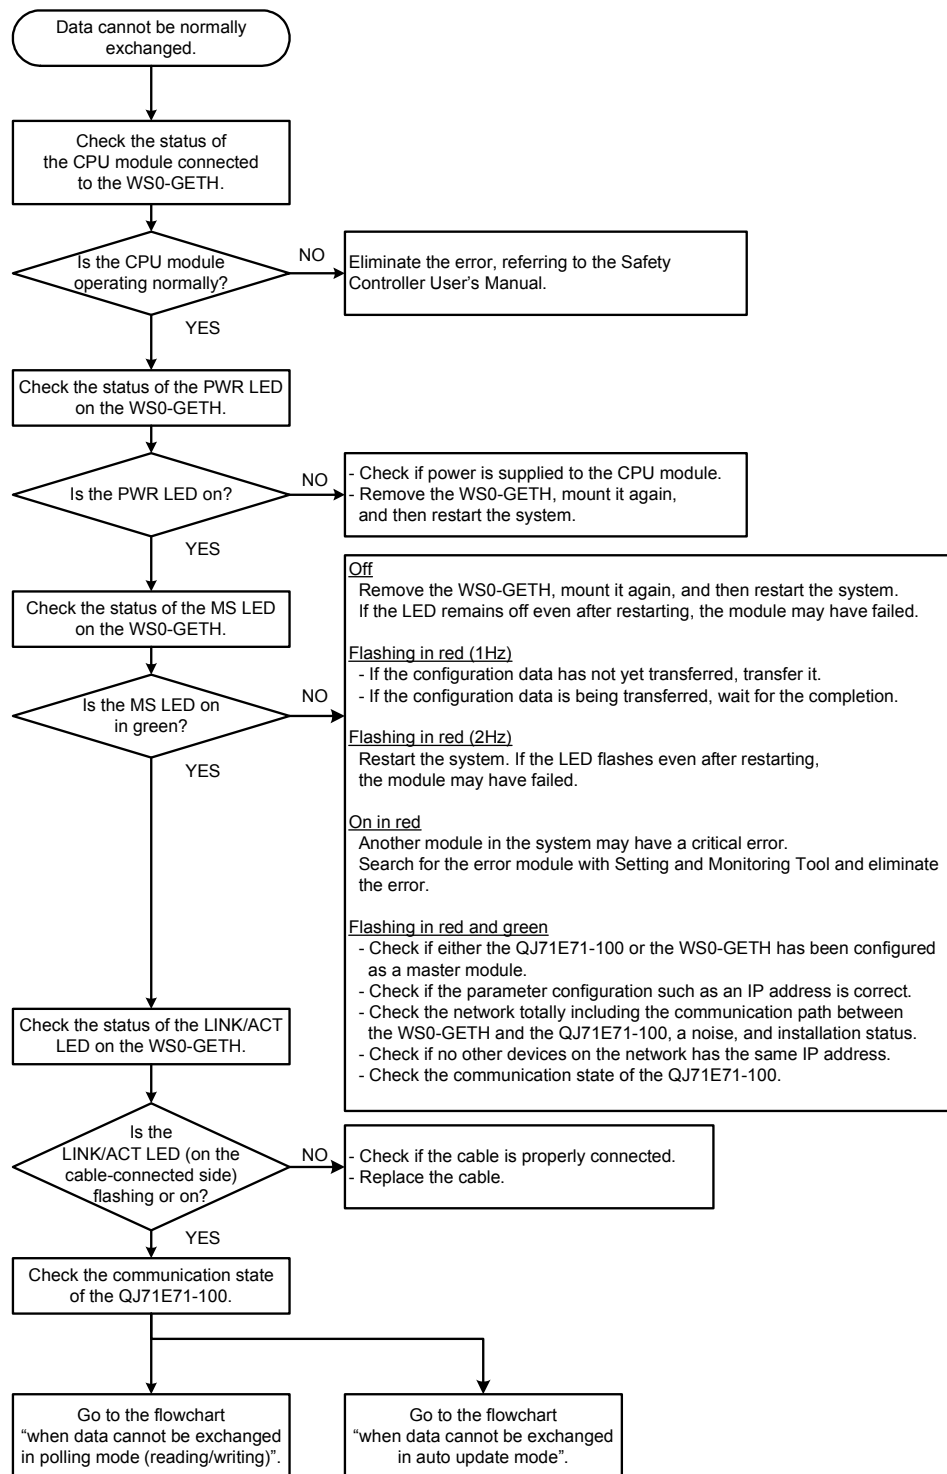 Data cannot be normally
exchanged.
Check the status of
the CPU module connected
to the WS0-GETH.
Is the CPU module
operating normally?
NO
Eliminate the error, referring to the Safety
Controller User's Manual.
YES
Check the status of the PWR LED
on the WS0-GETH.
Is the PWR LED on?
NO
- Check if power is supplied to the CPU module.
- Remove the WS0-GETH, mount it again,
and then restart the system.
YES
Check the status of the MS LED
on the WS0-GETH.
Is the MS LED on
in green?
NO
Off
Remove the WS0-GETH, mount it again, and then restart the system.
If the LED remains off even after restarting, the module may have failed.
Flashing in red (1Hz)
- If the configuration data has not yet transferred, transfer it.
- If the configuration data is being transferred, wait for the completion.
Flashing in red (2Hz)
Restart the system. If the LED flashes even after restarting,
the module may have failed.
On in red
Another module in the system may have a critical error.
Search for the error module with Setting and Monitoring Tool and eliminate
the error.
Flashing in red and green
- Check if either the QJ71E71-100 or the WS0-GETH has been configured
as a master module.
- Check if the parameter configuration such as an IP address is correct.
- Check the network totally including the communication path between
the WS0-GETH and the QJ71E71-100, a noise, and installation status.
- Check if no other devices on the network has the same IP address.
- Check the communication state of the QJ71E71-100.
YES
Check the status of the LINK/ACT
LED on the WS0-GETH.
Is the
LINK/ACT LED (on the
cable-connected side)
flashing or on?
NO
- Check if the cable is properly connected.
- Replace the cable.
YES
Check the communication state
of the QJ71E71-100.
Go to the flowchart
"when data cannot be exchanged
in polling mode (reading/writing)".
Go to the flowchart
"when data cannot be exchanged
in auto update mode".